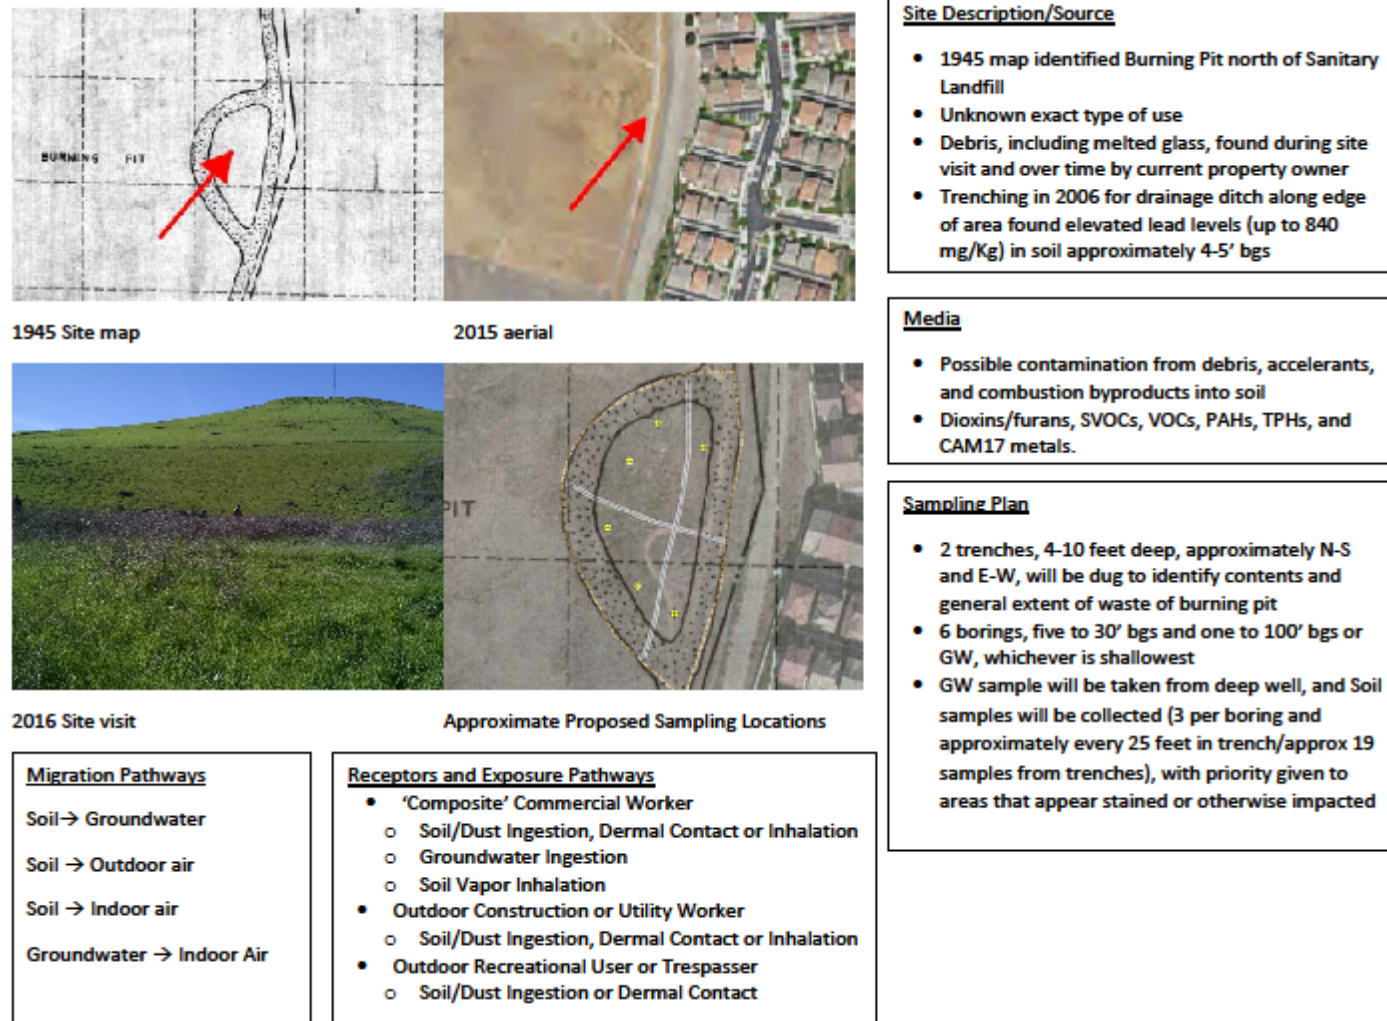 BURNING PIT
1945 Site map
2015 aerial
PIT
2016 Site visit
Approximate Proposed Sampling Locations
Migration Pathways
Soil→ Groundwater
Soil → Outdoor air
Soil → Indoor air
Groundwater → Indoor Air
Receptors and Exposure Pathways
• ‘Composite’ Commercial Worker
o Soil/Dust Ingestion, Dermal Contact or Inhalation
o Groundwater Ingestion
o Soil Vapor Inhalation
• Outdoor Construction or Utility Worker
o Soil/Dust Ingestion, Dermal Contact or Inhalation
• Outdoor Recreational User or Trespasser
o Soil/Dust Ingestion or Dermal Contact
Site Description/Source
• 1945 map identified Burning Pit north of Sanitary
Landfill
• Unknown exact type of use
• Debris, including melted glass, found during site
visit and over time by current property owner
• Trenching in 2006 for drainage ditch along edge
of area found elevated lead levels (up to 840
mg/Kg) in soil approximately 4-5’ bgs
Media
• Possible contamination from debris, accelerants,
and combustion byproducts into soil
• Dioxins/furans, SVOCs, VOCs, PAHs, TPHs, and
CAM17 metals.
Sampling Plan
• 2 trenches, 4-10 feet deep, approximately N-S
and E-W, will be dug to identify contents and
general extent of waste of burning pit
• 6 borings, five to 30’ bgs and one to 100’ bgs or
GW, whichever is shallowest
• GW sample will be taken from deep well, and Soil
samples will be collected (3 per boring and
approximately every 25 feet in trench/approx 19
samples from trenches), with priority given to
areas that appear stained or otherwise impacted